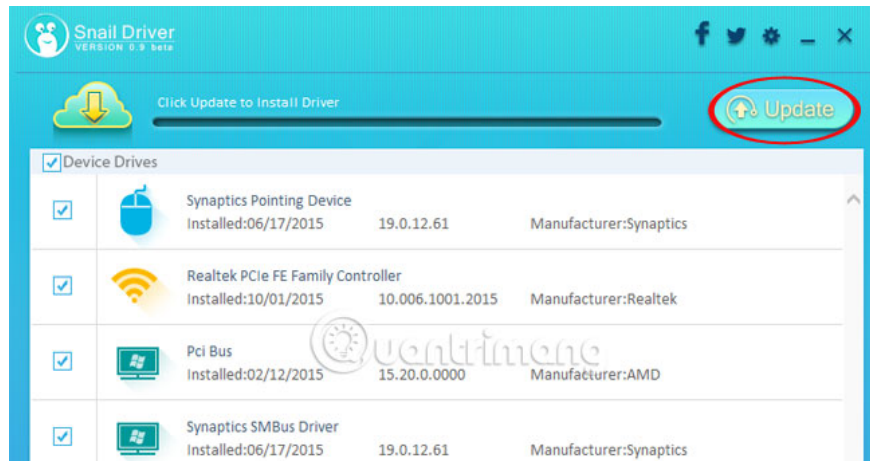 Snail Driver
VERSION 0.9 beta
Click Update to Install Driver
Update
Device Drives
Synaptics Pointing Device
Installed:06/17/2015 19.0.12.61 Manufacturer:Synaptics
Realtek PCIe FE Family Controller
Installed:10/01/2015 10.006.1001.2015 Manufacturer:Realtek
Quantrimang
Pci Bus
Installed:02/12/2015 15.20.0.0000 Manufacturer:AMD
Synaptics SMBus Driver
Installed:06/17/2015 19.0.12.61 Manufacturer:Synaptics